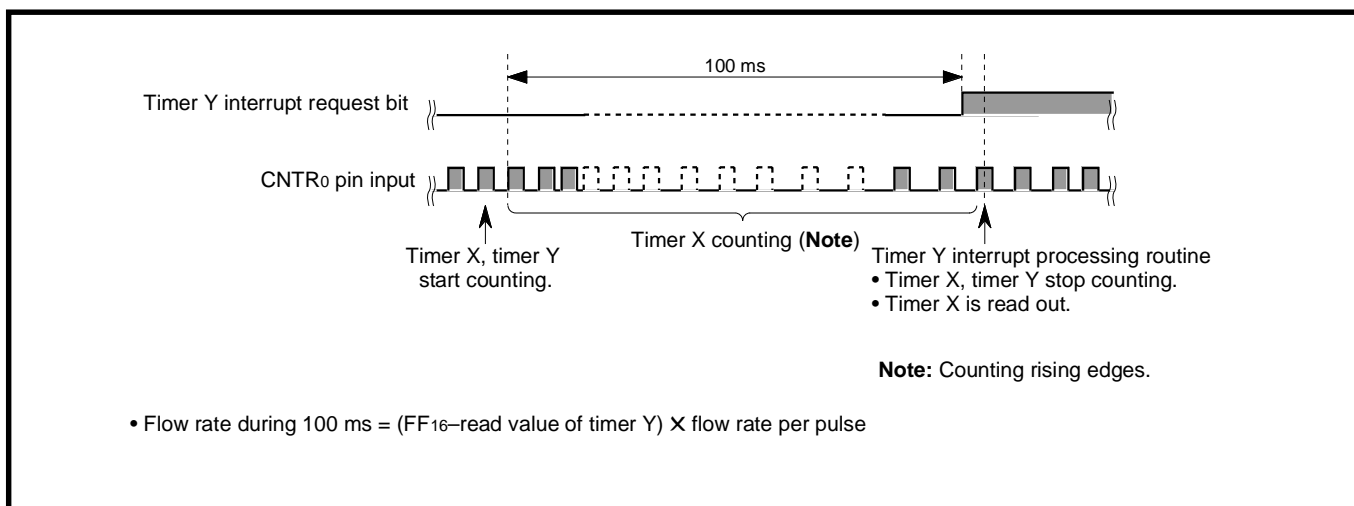 100 ms
Timer Y interrupt request bit
CNTR0 pin input
Timer X counting (Note)
Timer X, timer Y
start counting.
Timer Y interrupt processing routine
• Timer X, timer Y stop counting.
• Timer X is read out.
Note: Counting rising edges.
• Flow rate during 100 ms = (FF16–read value of timer Y) ✕ flow rate per pulse